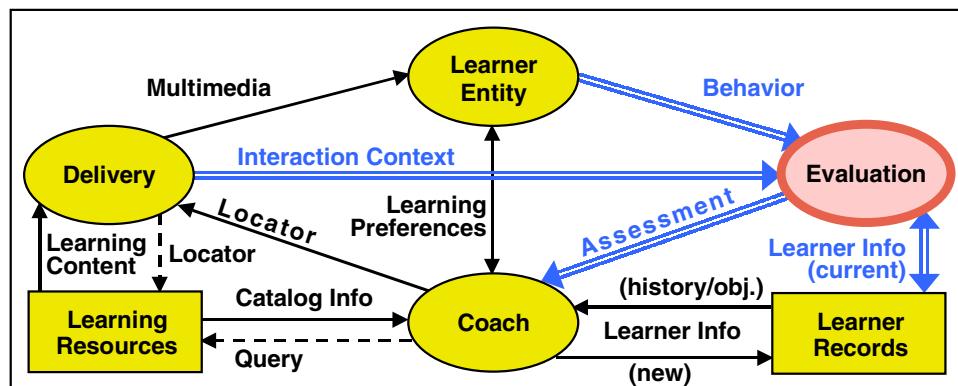 Learner
Entity
Multimedia
Behavior
Interaction Context
Delivery
Evaluation
Learning
Preferences
Locator
Assessment
Learning
Content
Locator
Learner Info
(current)
Catalog Info
(history/obj.)
Learning
Resources
Coach
Learner Info
Learner
Records
Query
(new)